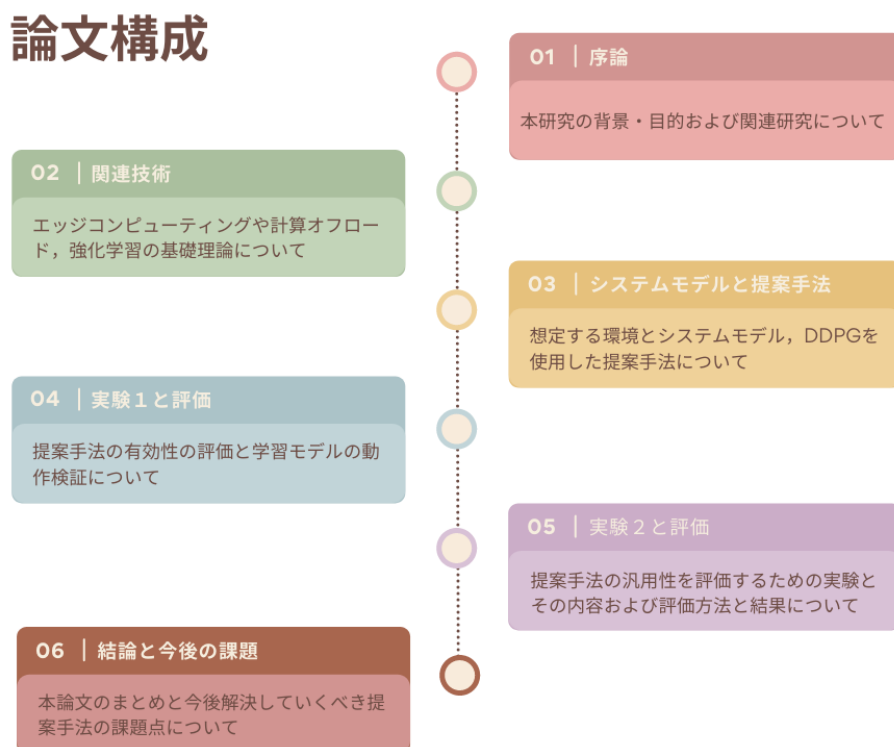 論文構成
01 | 序論
本研究の背景・目的および関連研究について
02 | 関連技術
エッジコンピューティングや計算オフロー
ド，強化学習の基礎理論について
03 | システムモデルと提案手法
想定する環境とシステムモデル，DDPGを
使用した提案手法について
04 | 実験１と評価
提案手法の有効性の評価と学習モデルの動
作検証について
05 | 実験２と評価
提案手法の汎用性を評価するための実験と
その内容および評価方法と結果について
06 | 結論と今後の課題
本論文のまとめと今後解決していくべき提
案手法の課題点について